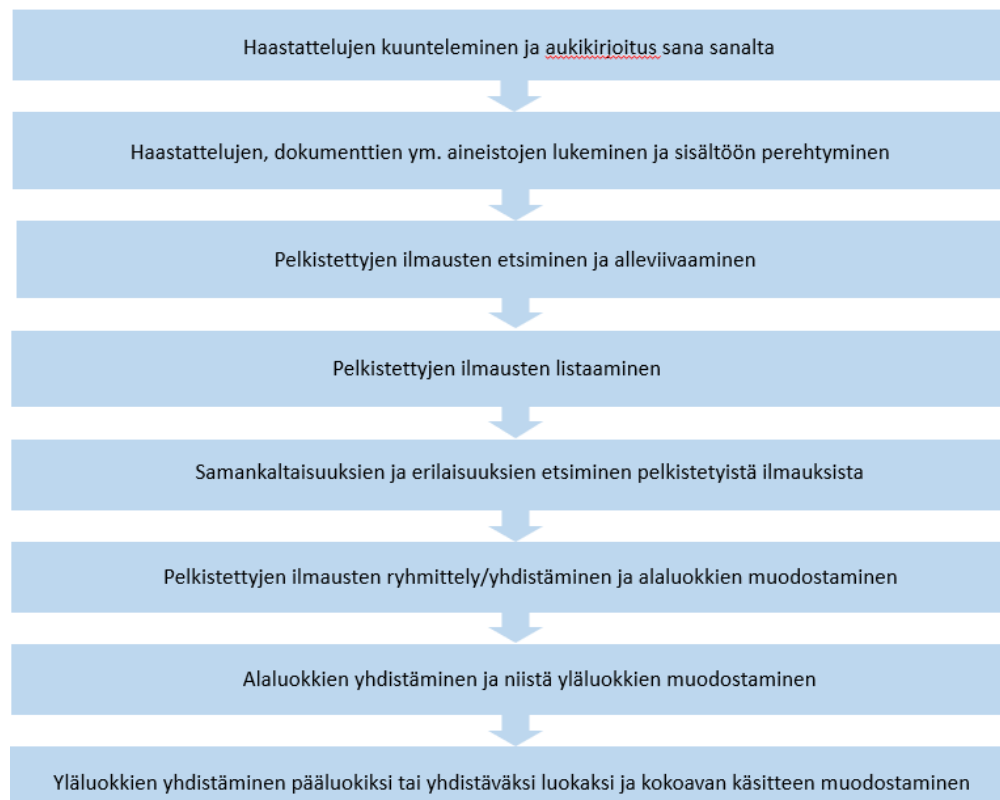 Haastattelujen kuunteleminen ja aukikirjoitus sana sanalta
Haastattelujen, dokumenttien ym. aineistojen lukeminen ja sisältöön perehtyminen
Pelkistettyjen ilmausten etsiminen ja alleviivaaminen
Pelkistettyjen ilmausten listaaminen
Samankaltaisuuksien ja erilaisuuksien etsiminen pelkistetyistä ilmauksista
Pelkistettyjen ilmausten ryhmittely/yhdistäminen ja alaluokkien muodostaminen
Alaluokkien yhdistäminen ja niistä yläluokkien muodostaminen
Yläluokkien yhdistäminen pääluokiksi tai yhdistäväksi luokaksi ja kokoavan käsitteen muodostaminen